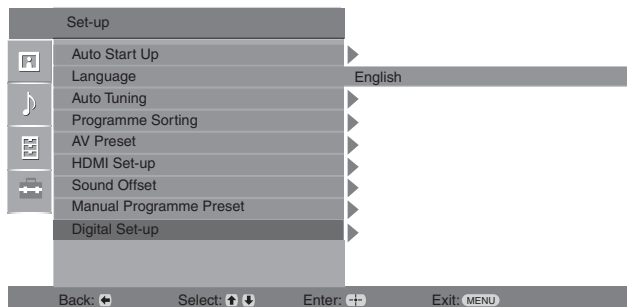 Set-up
Auto Start Up
Language English
Auto Tuning
Programme Sorting
AV Preset
HDMI Set-up
Sound Offset
Manual Programme Preset
Digital Set-up
Back: Select: Enter: Exit: MENU